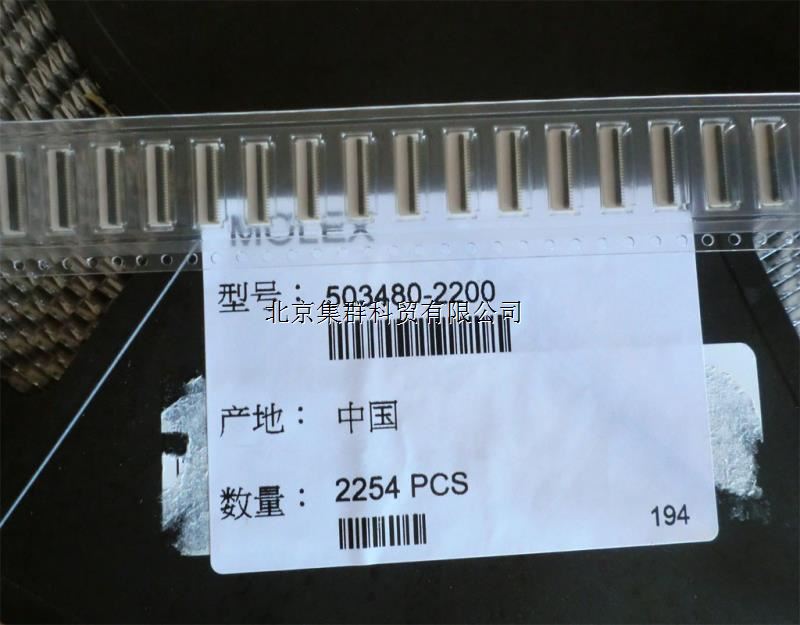 MOLEX
型号： 503480-2200
北京集群科贸有限公司
产地： 中国
数量： 2254 PCS
194